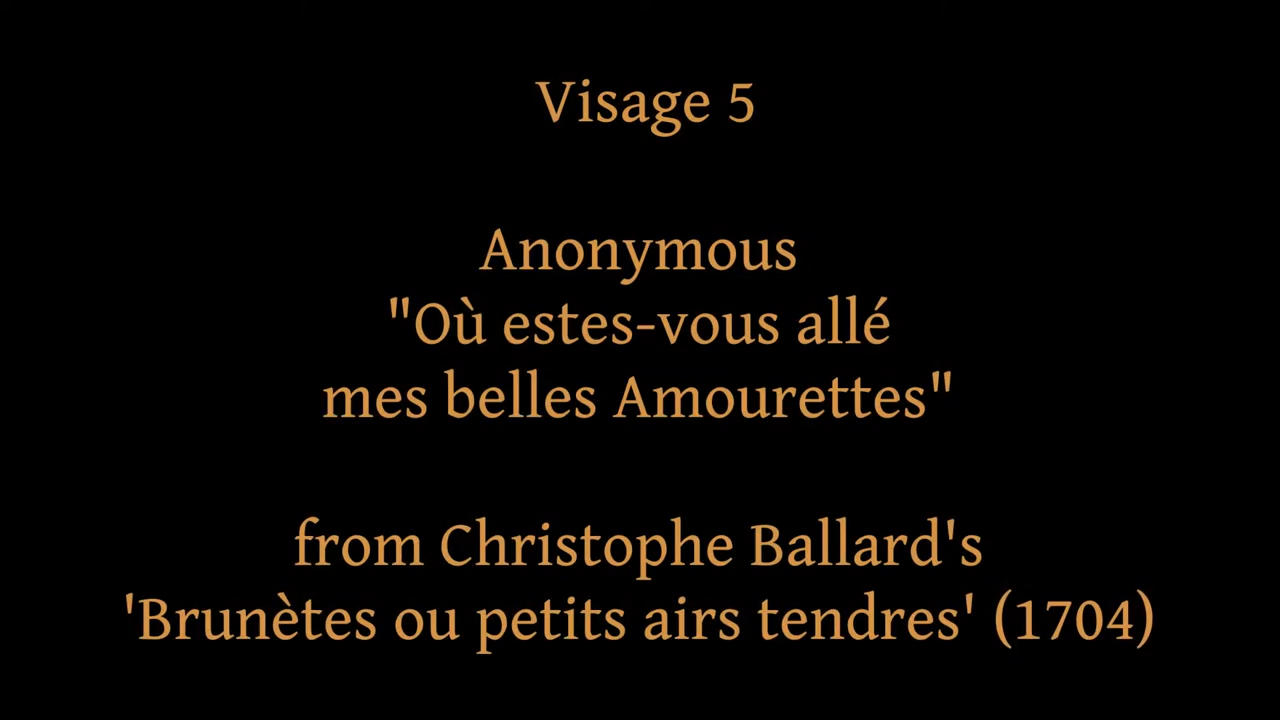 Visage 5
Anonymous
"Où estes-vous allé
mes belles Amourettes"
from Christophe Ballard's
'Brunètes ou petits airs tendres' (1704)